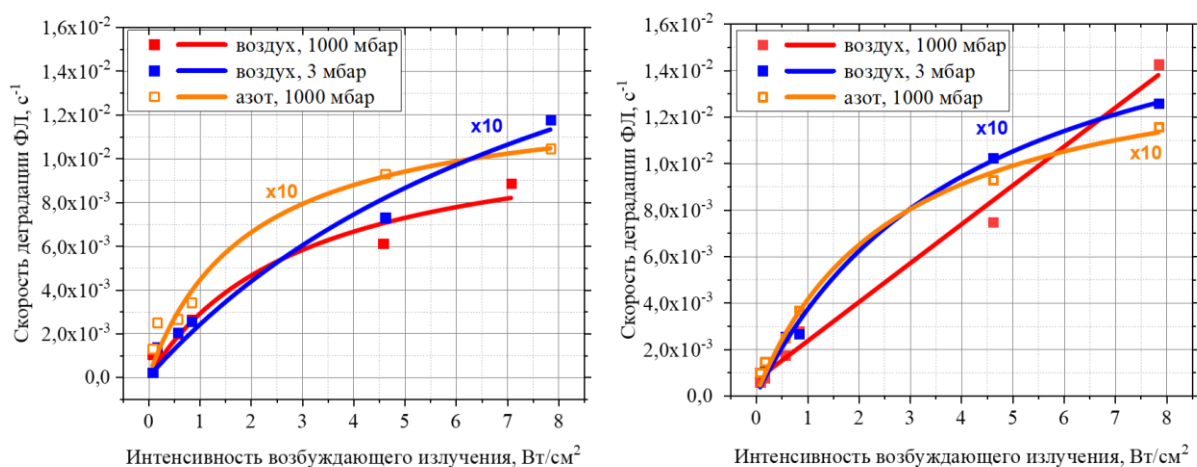 1,6x10⁻²
1,4x10⁻²
1,2x10⁻²
1,0x10⁻²
8,0x10⁻³
6,0x10⁻³
4,0x10⁻³
2,0x10⁻³
0,0
Скорость деградации ФЛ, с⁻¹
воздух, 1000 мбар
воздух, 3 мбар
азот, 1000 мбар
x10
x10
0 1 2 3 4 5 6 7 8
Интенсивность возбуждающего излучения, Вт/см²
1,6x10⁻²
1,4x10⁻²
1,2x10⁻²
1,0x10⁻²
8,0x10⁻³
6,0x10⁻³
4,0x10⁻³
2,0x10⁻³
0,0
Скорость деградации ФЛ, с⁻¹
воздух, 1000 мбар
воздух, 3 мбар
азот, 1000 мбар
x10
x10
0 1 2 3 4 5 6 7 8
Интенсивность возбуждающего излучения, Вт/см²